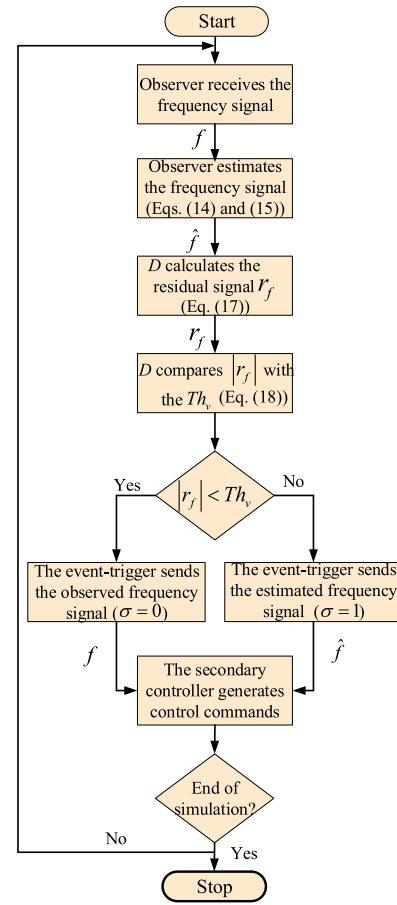 Start
Observer receives the
frequency signal
f
Observer estimates
the frequency signal
(Eqs. (14) and (15))
f̂
D calculates the
residual signal r_f
(Eq. (17))
r_f
D compares |r_f| with
the Th_v (Eq. (18))
|r_f| < Th_v
Yes
No
The event-trigger sends
the observed frequency
signal (σ=0)
The event-trigger sends
the estimated frequency
signal (σ=1)
f
f̂
The secondary
controller generates
control commands
End of
simulation?
No
Yes
Stop